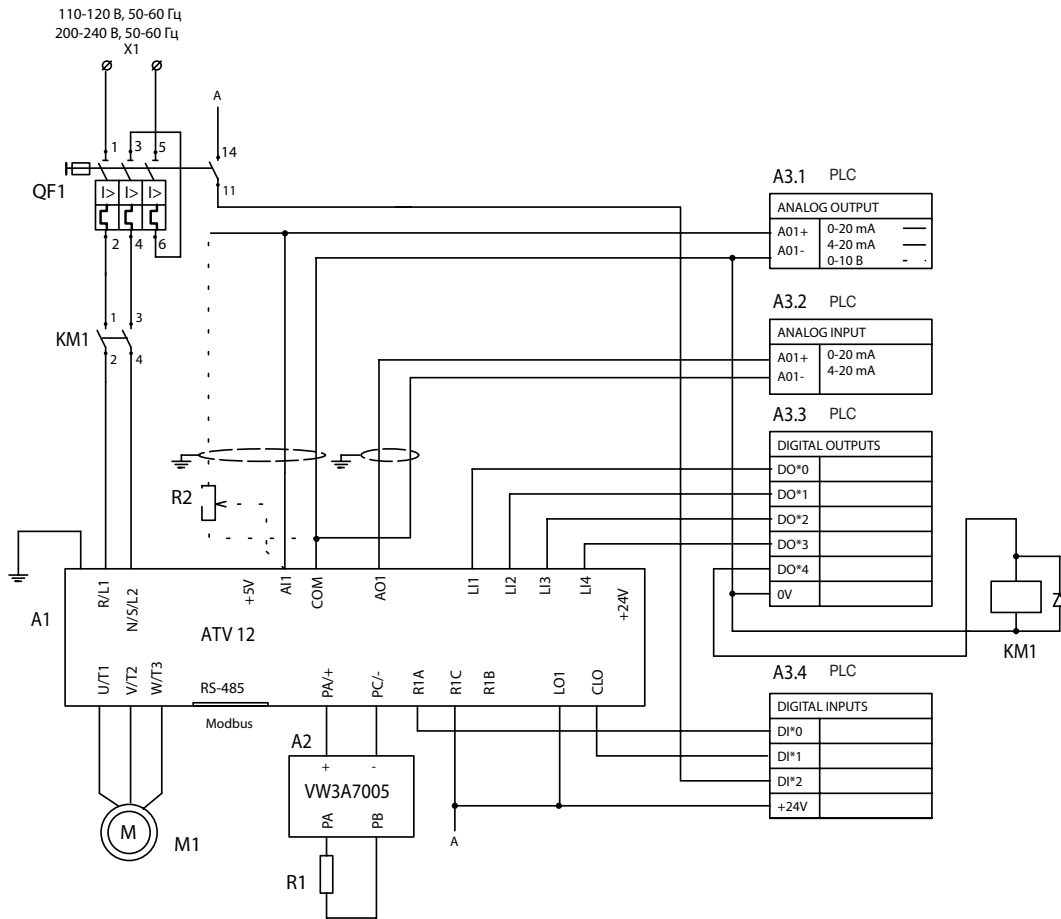 110-120 В, 50-60 Гц
200-240 В, 50-60 Гц
X1
A
1 3 5
14
QF1
I> I> I>
11
2 4 6
A3.1 PLC
ANALOG OUTPUT
A01+ 0-20 mA
A01- 4-20 mA
0-10 В
KM1
1 3
2 4
A3.2 PLC
ANALOG INPUT
A01+ 0-20 mA
A01- 4-20 mA
A3.3 PLC
DIGITAL OUTPUTS
DO*0
DO*1
DO*2
DO*3
DO*4
0V
R2
KM1
A1
R/L1
N/S/L2
+5V
AI1
COM
AO1
LI1
LI2
LI3
LI4
+24V
ATV 12
U/T1
V/T2
W/T3
RS-485
Modbus
PA/+
PC/-
R1A
R1C
R1B
LO1
CLO
A3.4 PLC
DIGITAL INPUTS
DI*0
DI*1
DI*2
+24V
A2
+ -
VW3A7005
PA
PB
A
M
M1
R1